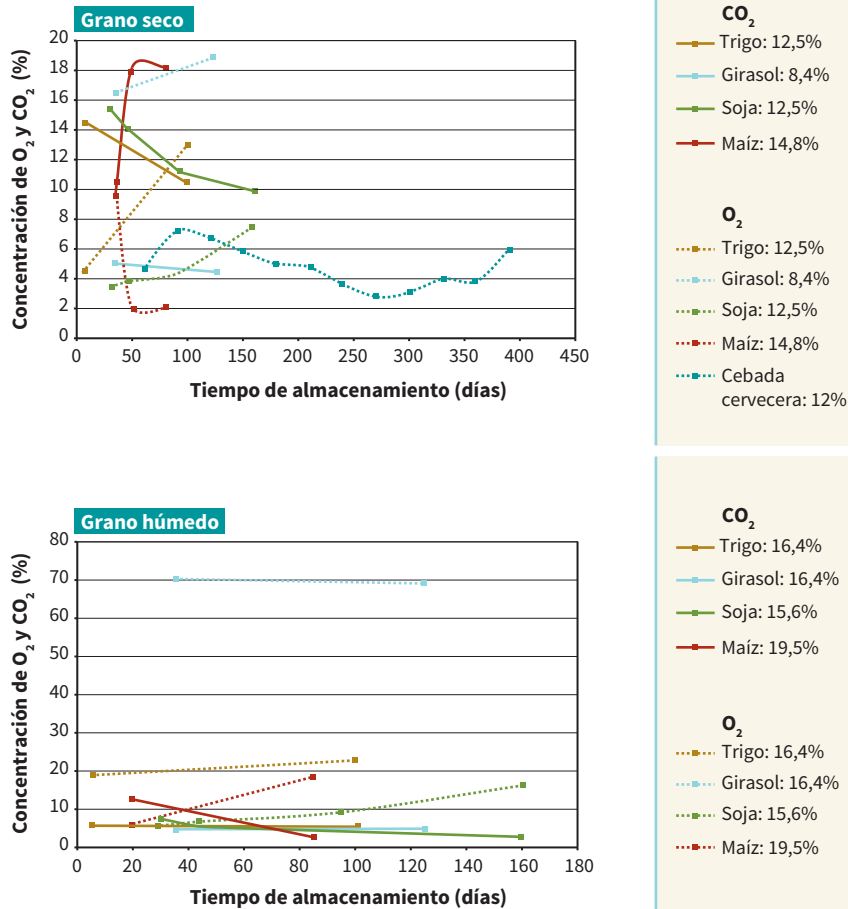 Grano seco
Concentración de O₂ y CO₂ (%)
20
18
16
14
12
10
8
6
4
2
0
0 50 100 150 200 250 300 350 400 450
Tiempo de almacenamiento (días)
CO₂
Trigo: 12,5%
Girasol: 8,4%
Soja: 12,5%
Maíz: 14,8%
O₂
Trigo: 12,5%
Girasol: 8,4%
Soja: 12,5%
Maíz: 14,8%
Cebada
cervecera: 12%
Grano húmedo
Concentración de O₂ y CO₂ (%)
80
70
60
50
40
30
20
10
0
0 20 40 60 80 100 120 140 160 180
Tiempo de almacenamiento (días)
CO₂
Trigo: 16,4%
Girasol: 16,4%
Soja: 15,6%
Maíz: 19,5%
O₂
Trigo: 16,4%
Girasol: 16,4%
Soja: 15,6%
Maíz: 19,5%